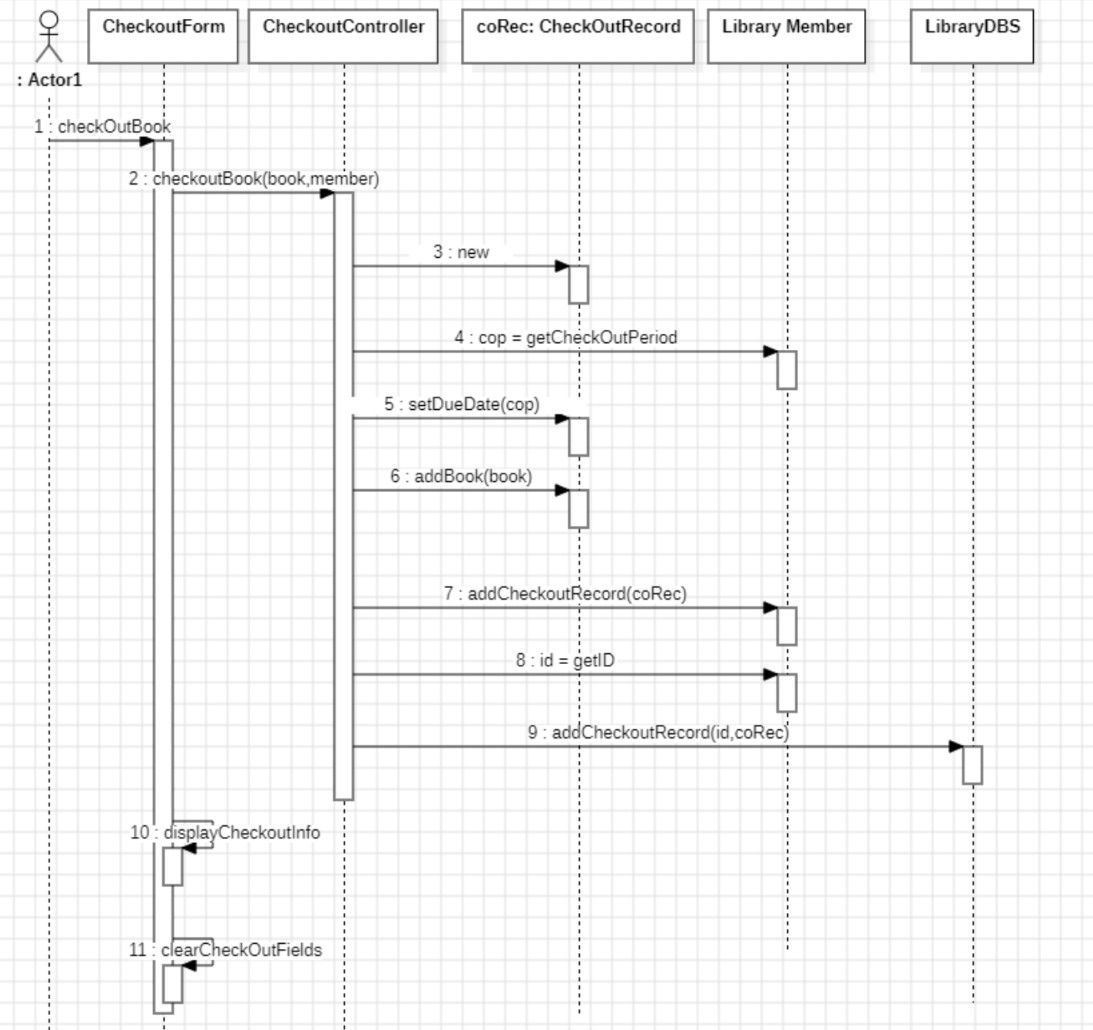 CheckoutForm
CheckoutController
coRec: CheckOutRecord
Library Member
LibraryDBS
: Actor1
1 : checkOutBook
2 : checkoutBook(book,member)
3 : new
4 : cop = getCheckOutPeriod
5 : setDueDate(cop)
6 : addBook(book)
7 : addCheckoutRecord(coRec)
8 : id = getID
9 : addCheckoutRecord(id,coRec)
10 : displayCheckoutInfo
11 : clearCheckOutFields